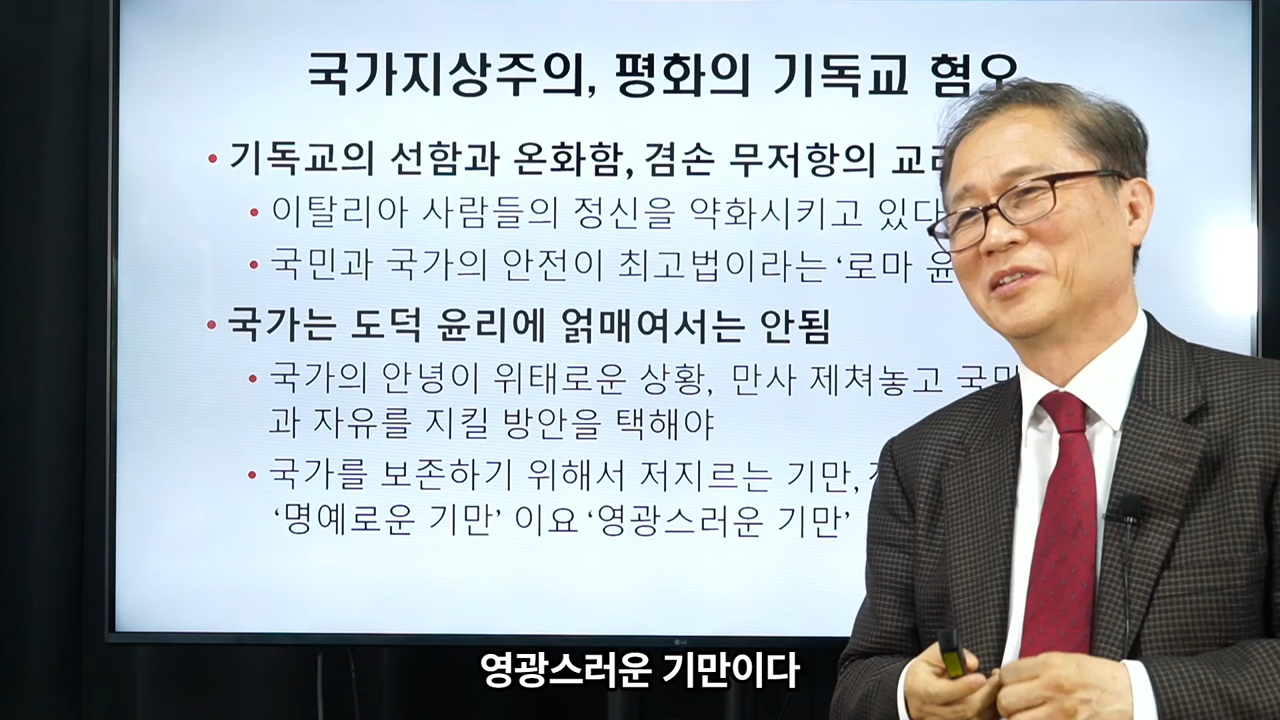 국가지상주의, 평화의 기독교 혐오
• 기독교의 선함과 온화함, 겸손 무저항의
• 이탈리아 사람들의 정신을 약화시키고 있다
• 국민과 국가의 안전이 최고법이라는 ‘로마
• 국가는 도덕 윤리에 얽매여서는 안됨
• 국가의 안녕이 위태로운 상황, 만사 제쳐놓고
과 자유를 지킬 방안을 택해야
• 국가를 보존하기 위해서 저지르는 기만,
‘명예로운 기만’ 이요 ‘영광스러운 기만’
LG
영광스러운 기만이다